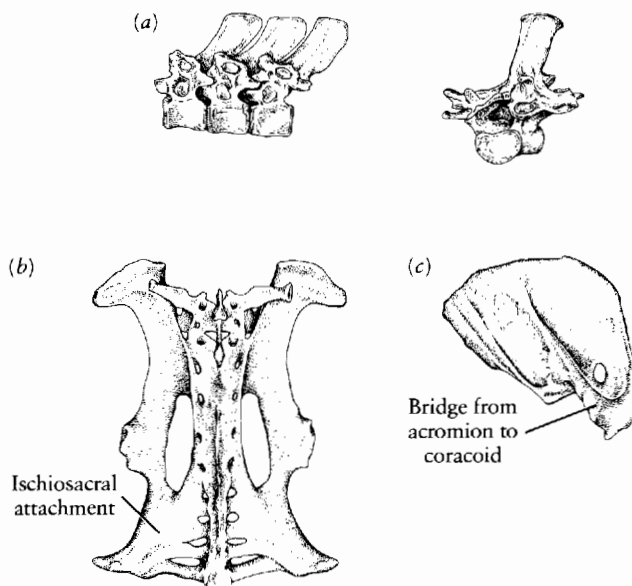 (a)
(b)
(c)
Bridge from
acromion to
coracoid
Ischiosacral
attachment